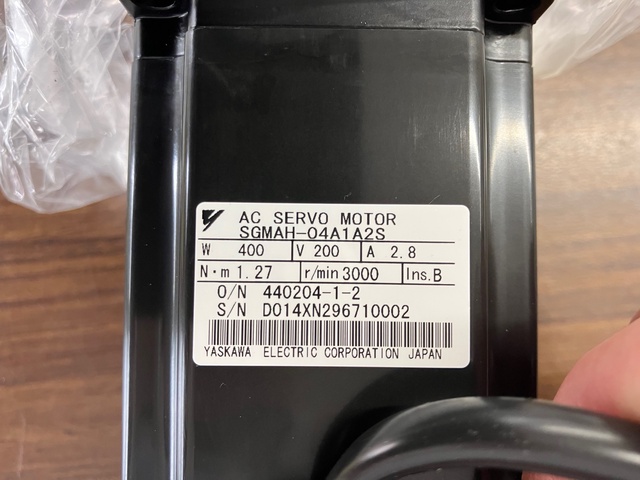 AC SERVO MOTOR
SGMAH-04A1A2S
W 400 V 200 A 2.8
N·m 1.27 r/min 3000 Ins.B
O/N 440204-1-2
S/N D014XN296710002
YASKAWA ELECTRIC CORPORATION JAPAN